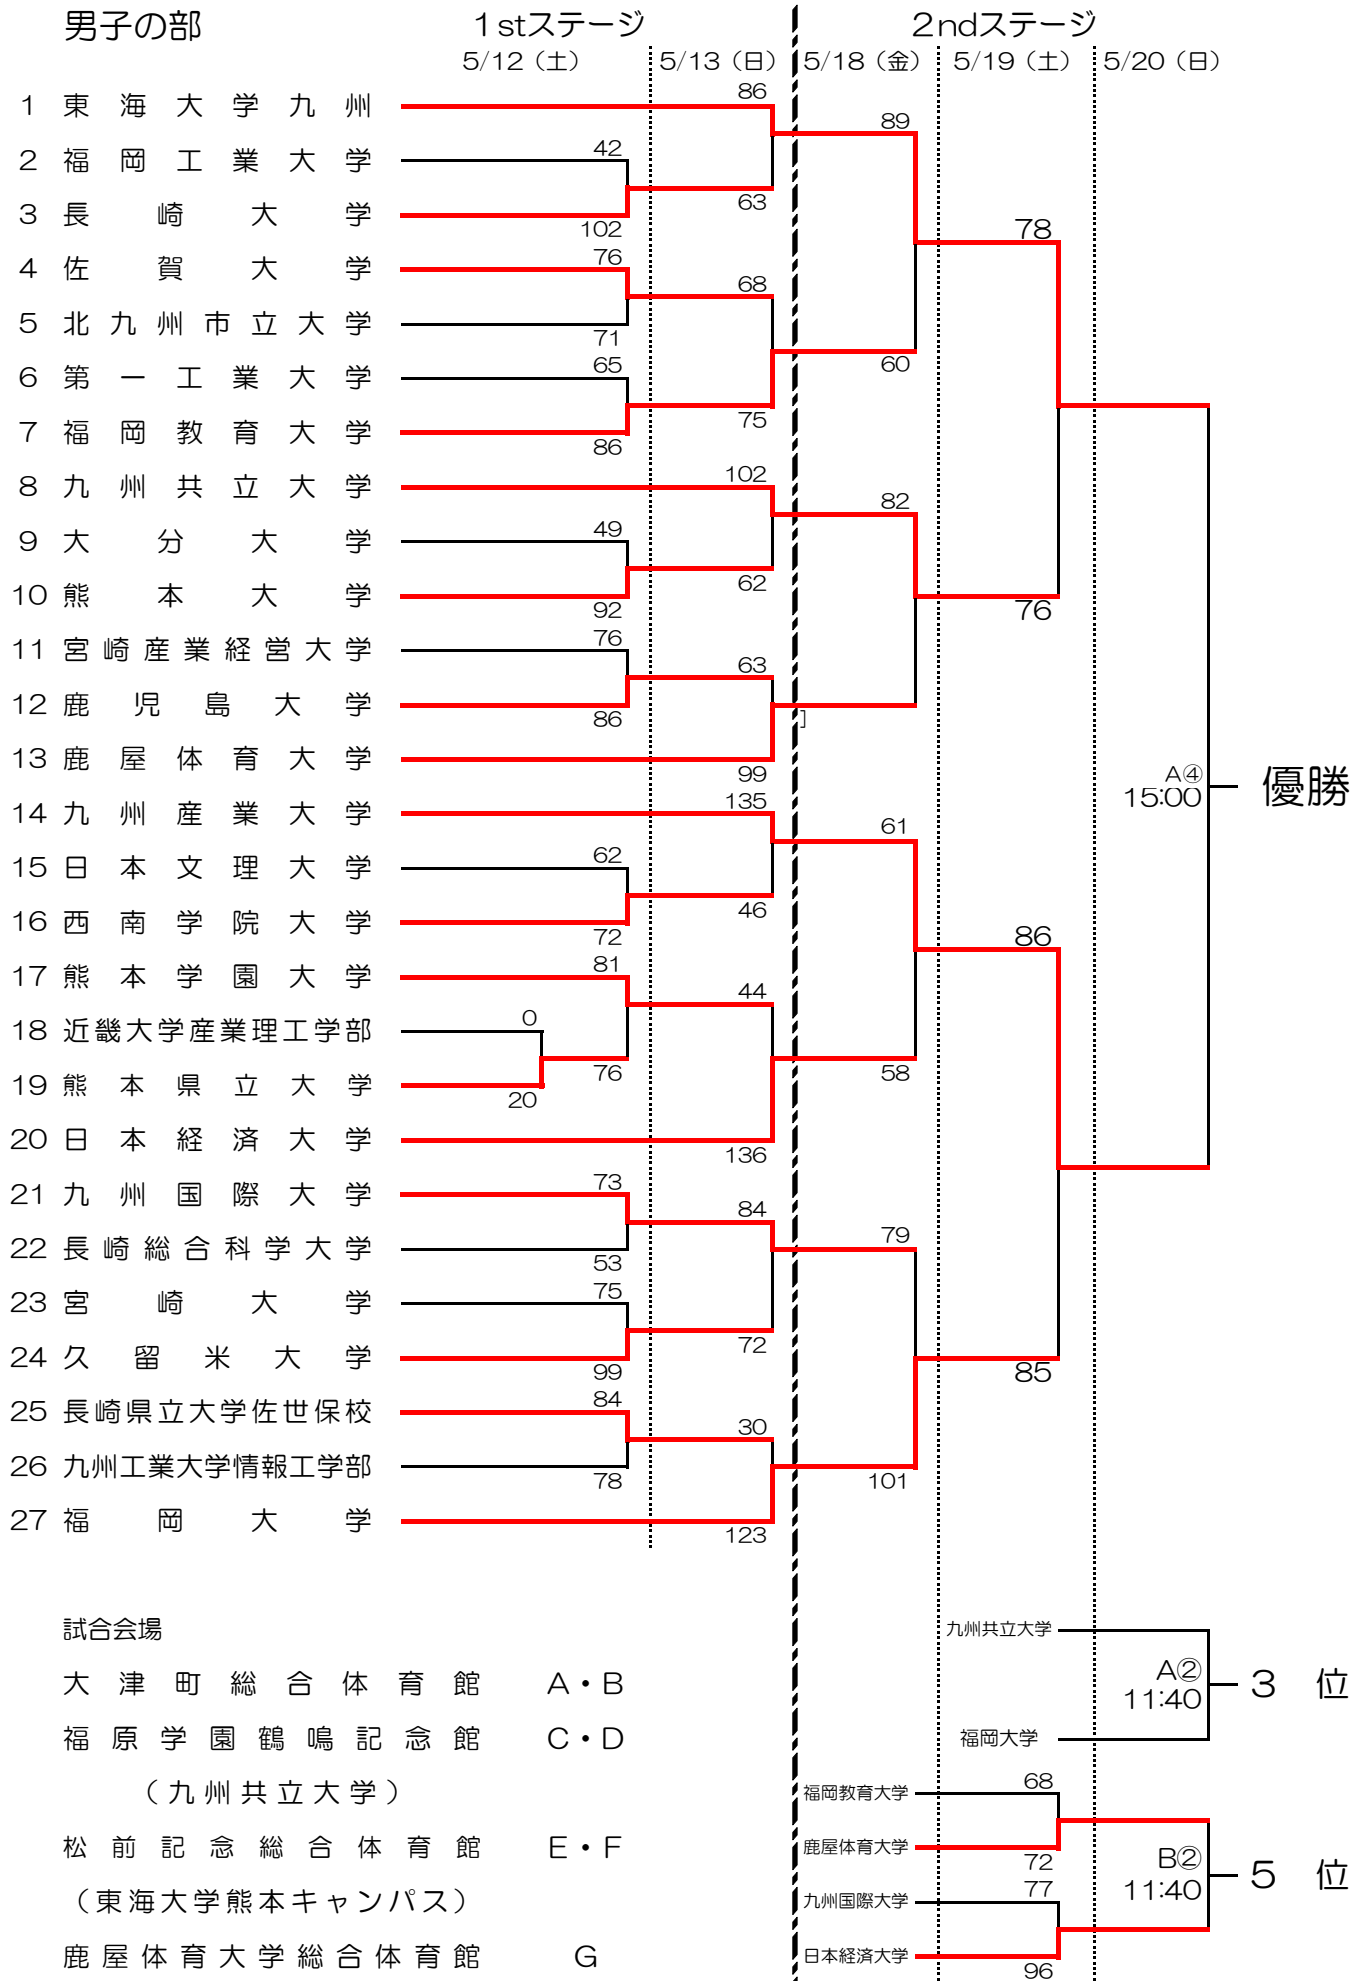 男子の部 1stステージ 2ndステージ
5/12（土） 5/13（日） 5/18（金） 5/19（土） 5/20（日）
86
1 東海大学九州
89
42
2 福岡工業大学
63
3 長崎大学
102
78
76
4 佐賀大学
68
5 北九州市立大学
71
65
60
6 第一工業大学
75
7 福岡教育大学
86
102
8 九州共立大学
82
49
9 大分大学
62
10 熊本大学
92
76
76
11 宮崎産業経営大学
63
12 鹿児島大学
86
]
13 鹿屋体育大学
99
A④
15:00
優勝
135
14 九州産業大学
61
62
15 日本文理大学
46
16 西南学院大学
72
86
81
17 熊本学園大学
44
0
18 近畿大学産業理工学部
76
58
19 熊本県立大学
20
20 日本経済大学
136
73
21 九州国際大学
84
79
22 長崎総合科学大学
53
75
23 宮崎大学
72
24 久留米大学
99
85
84
25 長崎県立大学佐世保校
30
26 九州工業大学情報工学部
78
101
27 福岡大学
123
試合会場
九州共立大学
大津町総合体育館 A・B
A②
11:40
3位
福原学園鶴鳴記念館 C・D
福岡大学
（九州共立大学）
福岡教育大学 68
松前記念総合体育館 E・F
鹿屋体育大学
72
B②
11:40
5位
（東海大学熊本キャンパス）
九州国際大学 77
鹿屋体育大学総合体育館 G
日本経済大学
96